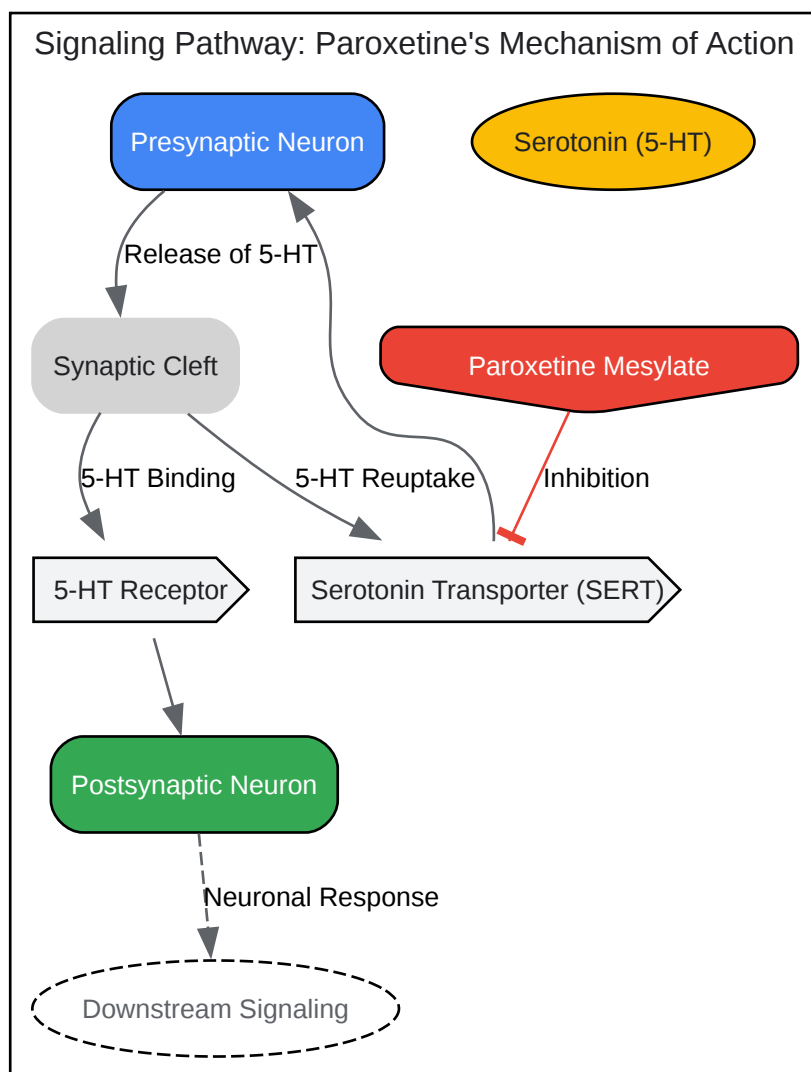 Signaling Pathway: Paroxetine's Mechanism of Action
Presynaptic Neuron
Serotonin (5-HT)
Release of 5-HT
Synaptic Cleft
Paroxetine Mesylate
5-HT Binding
5-HT Reuptake
Inhibition
5-HT Receptor
Serotonin Transporter (SERT)
Postsynaptic Neuron
Neuronal Response
Downstream Signaling